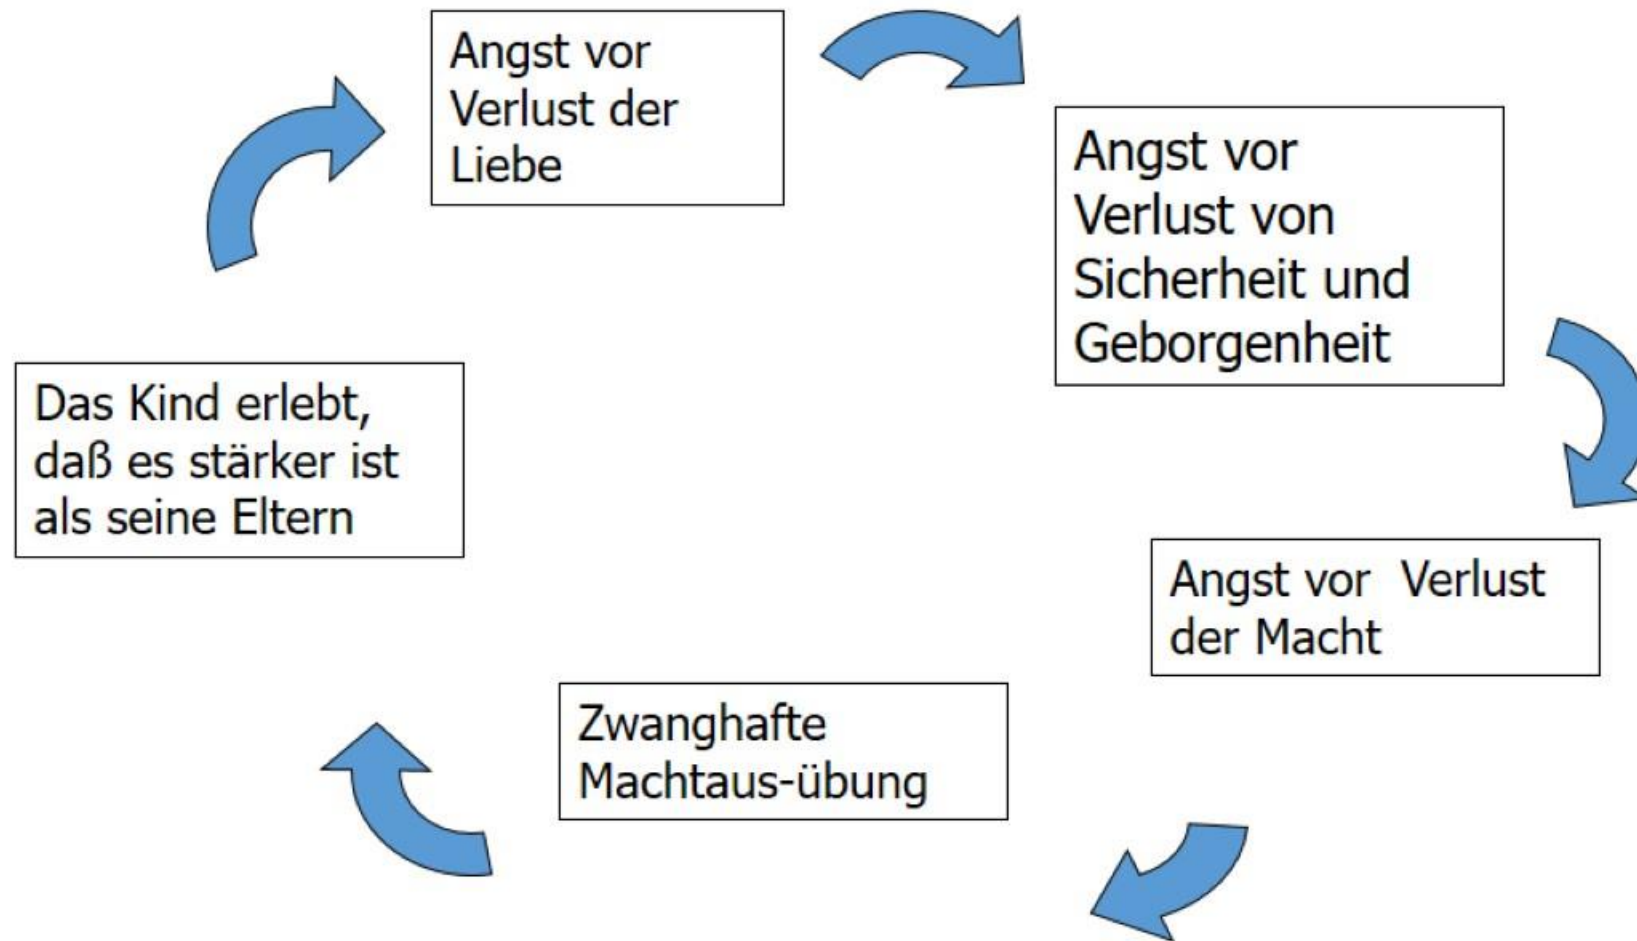 Angst vor
Verlust der
Liebe
Angst vor
Verlust von
Sicherheit und
Geborgenheit
Angst vor  Verlust
der Macht
Zwanghafte
Machtaus-übung
Das Kind erlebt,
daß es stärker ist
als seine Eltern